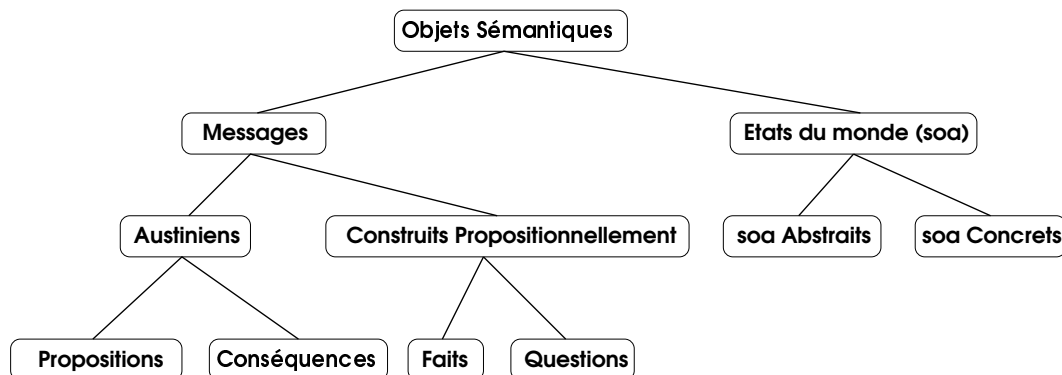 Objets Sémantiques
Messages
Etats du monde (soa)
Austiniens
Construits Propositionnellement
soa Abstraits
soa Concrets
Propositions
Conséquences
Faits
Questions